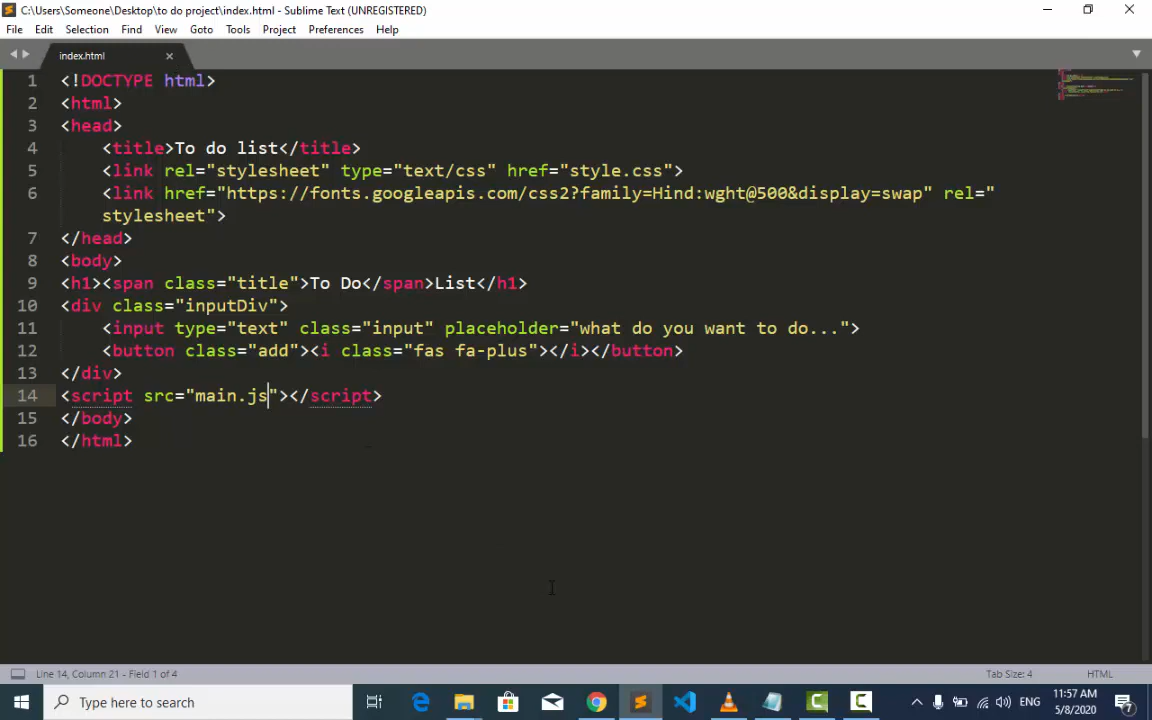 C:\Users\Someone\Desktop\to do project\index.html - Sublime Text (UNREGISTERED)
File Edit Selection Find View Goto Tools Project Preferences Help
index.html
1 <!DOCTYPE html>
2 <html>
3 <head>
4 <title>To do list</title>
5 <link rel="stylesheet" type="text/css" href="style.css">
6 <link href="https://fonts.googleapis.com/css2?family=Hind:wght@500&display=swap" rel="
stylesheet">
7 </head>
8 <body>
9 <h1><span class="title">To Do</span>List</h1>
10 <div class="inputDiv">
11 <input type="text" class="input" placeholder="what do you want to do...">
12 <button class="add"><i class="fas fa-plus"></i></button>
13 </div>
14 <script src="main.js"></script>
15 </body>
16 </html>
Line 14, Column 21 - Field 1 of 4 Tab Size: 4 HTML
Type here to search ENG 11:57 AM
5/8/2020 7